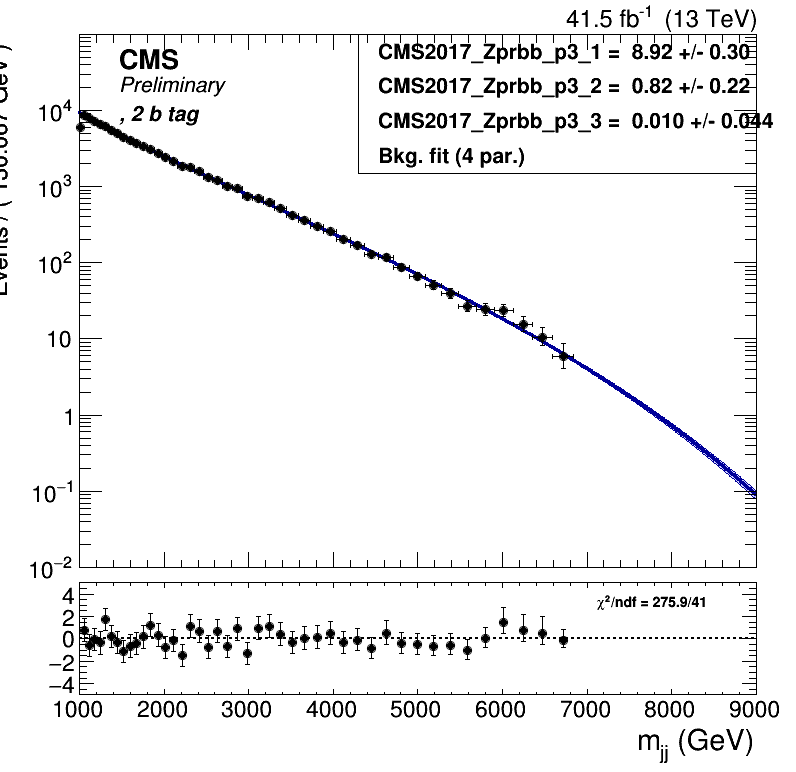 41.5 fb⁻¹ (13 TeV)
CMS
Preliminary
, 2 b tag
CMS2017_Zprbb_p3_1 = 8.92 +/- 0.30
CMS2017_Zprbb_p3_2 = 0.82 +/- 0.22
CMS2017_Zprbb_p3_3 = 0.010 +/- 0.044
Bkg. fit (4 par.)
10⁴
10³
10²
10
1
10⁻¹
10⁻²
Events / (
GeV )
χ²/ndf = 275.9/41
4
2
0
−2
−4
1000 2000 3000 4000 5000 6000 7000 8000 9000
m_jj (GeV)